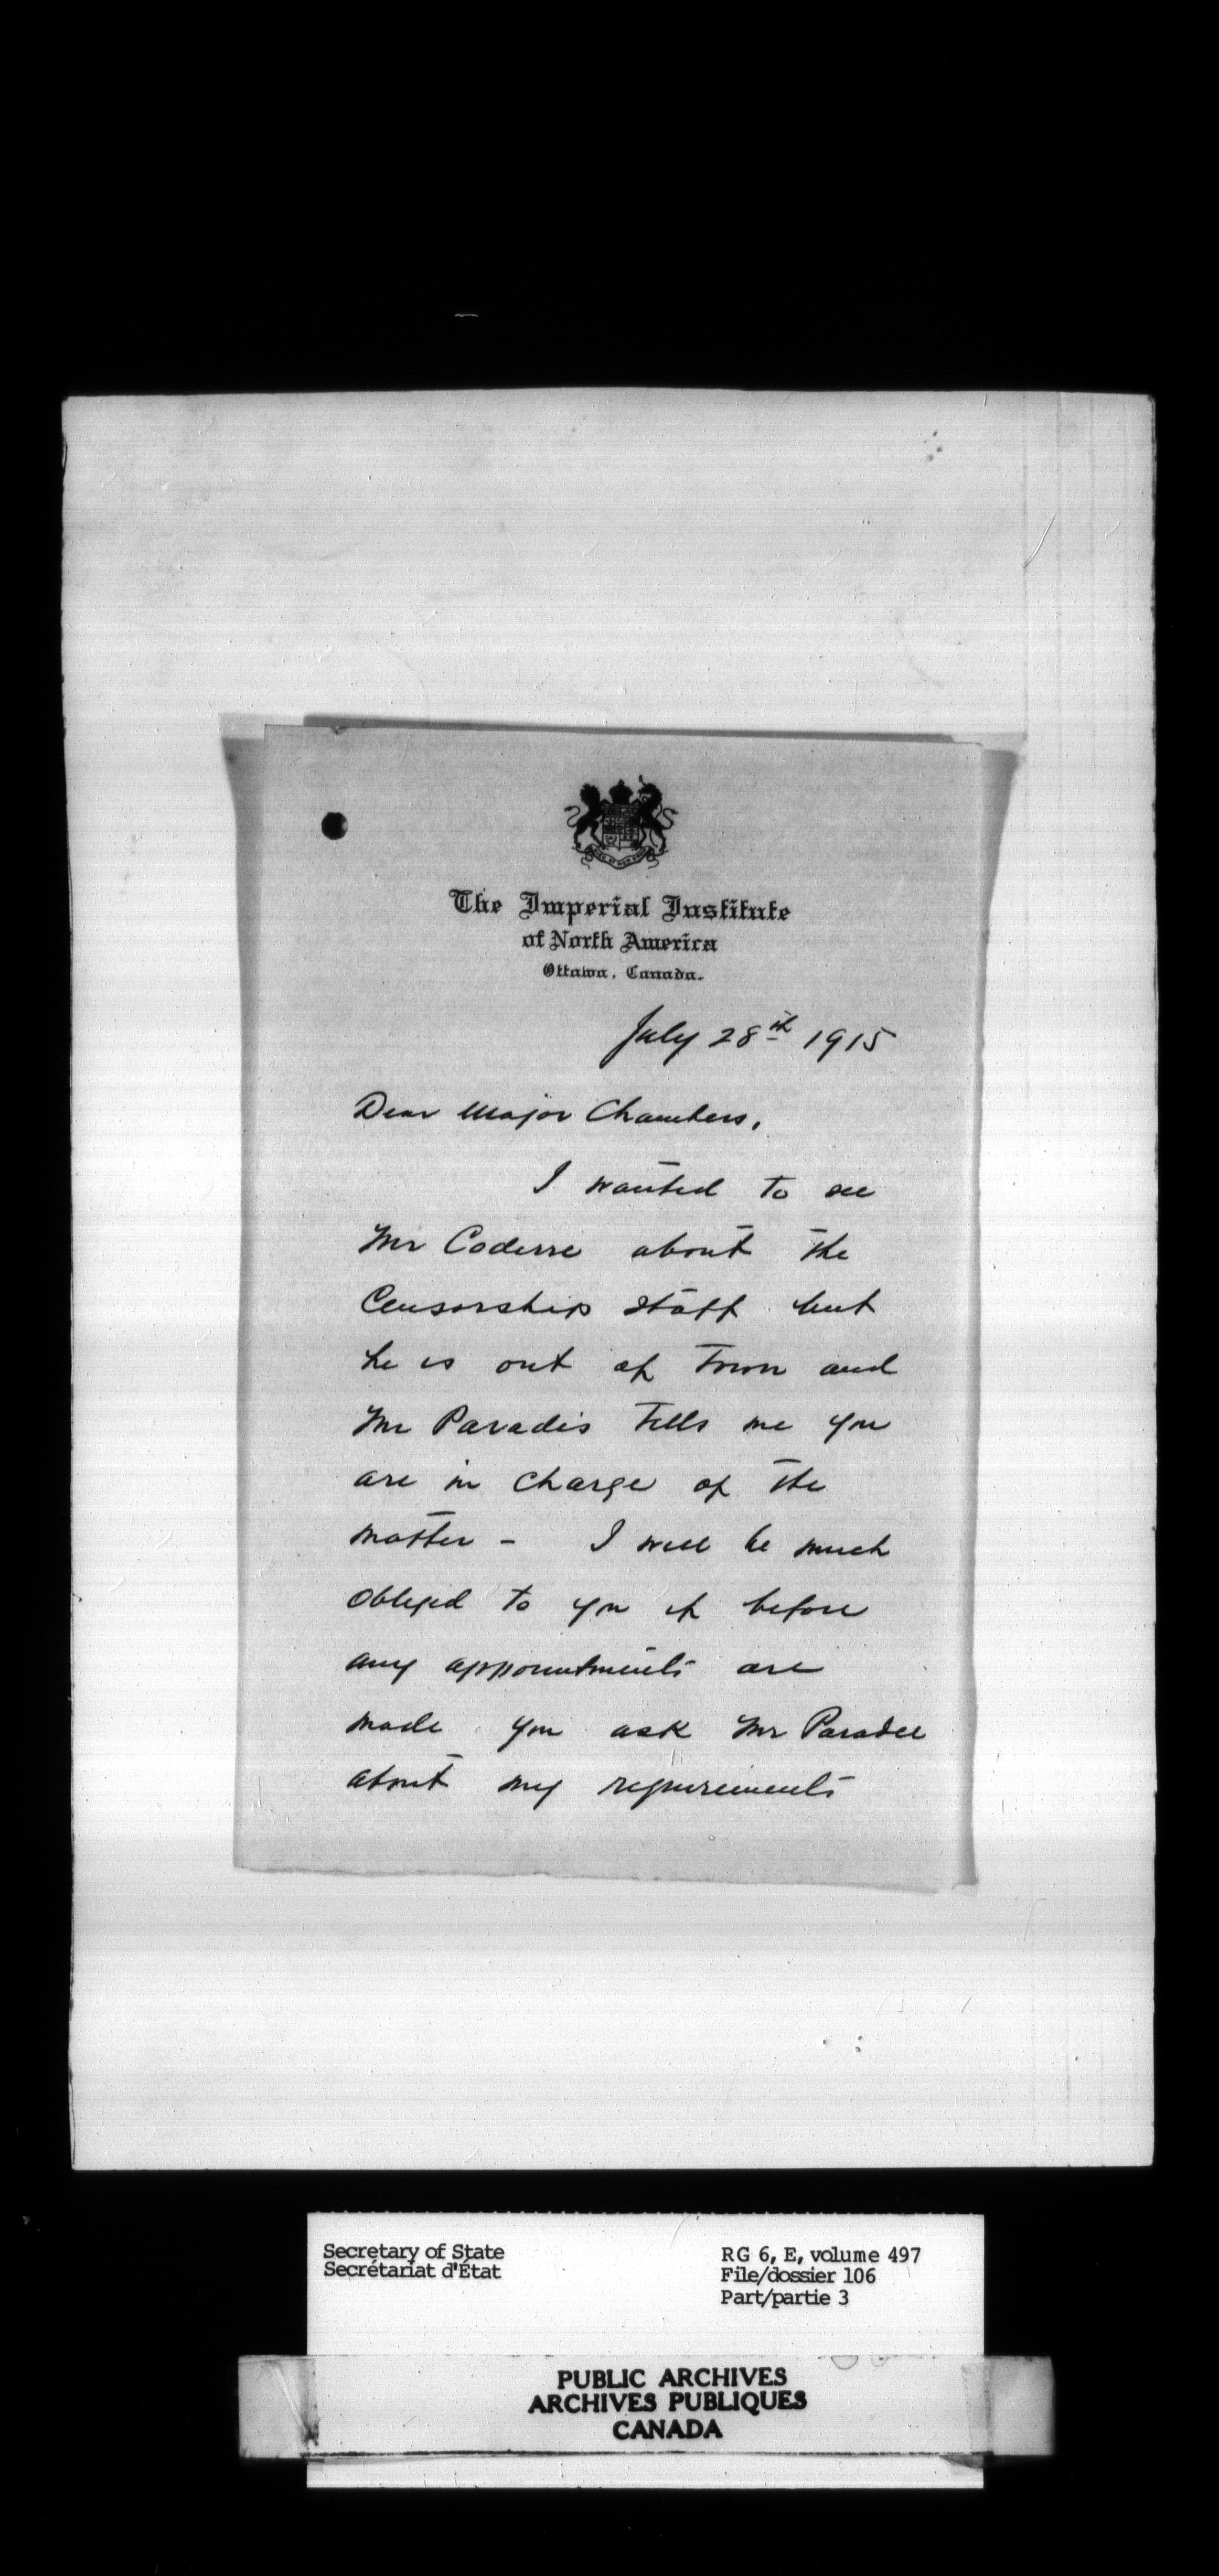 The Imperial Institute
of North America
Ottawa, Canada.
July 28th 1915
Dear Major Chambers,
I wanted to see
Mr Coderre about the
Censorship staff but
he is out of town and
Mr Paradis tells me you
are in charge of the
matter - I will be much
obliged to you if before
any appointments are
made you ask Mr Paradee
about my requirements
Secretary of State
Secrétariat d'État
RG 6, E, volume 497
File/dossier 106
Part/partie 3
PUBLIC ARCHIVES
ARCHIVES PUBLIQUES
CANADA